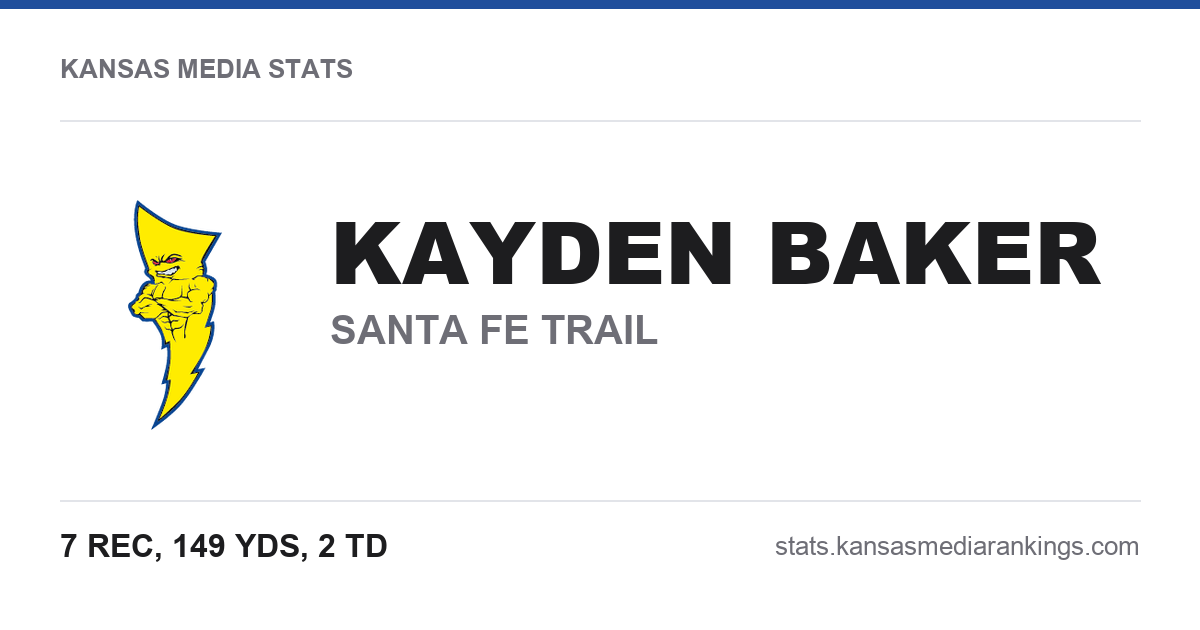 KANSAS MEDIA STATS
KAYDEN BAKER
SANTA FE TRAIL
7 REC, 149 YDS, 2 TD
stats.kansasmediarankings.com